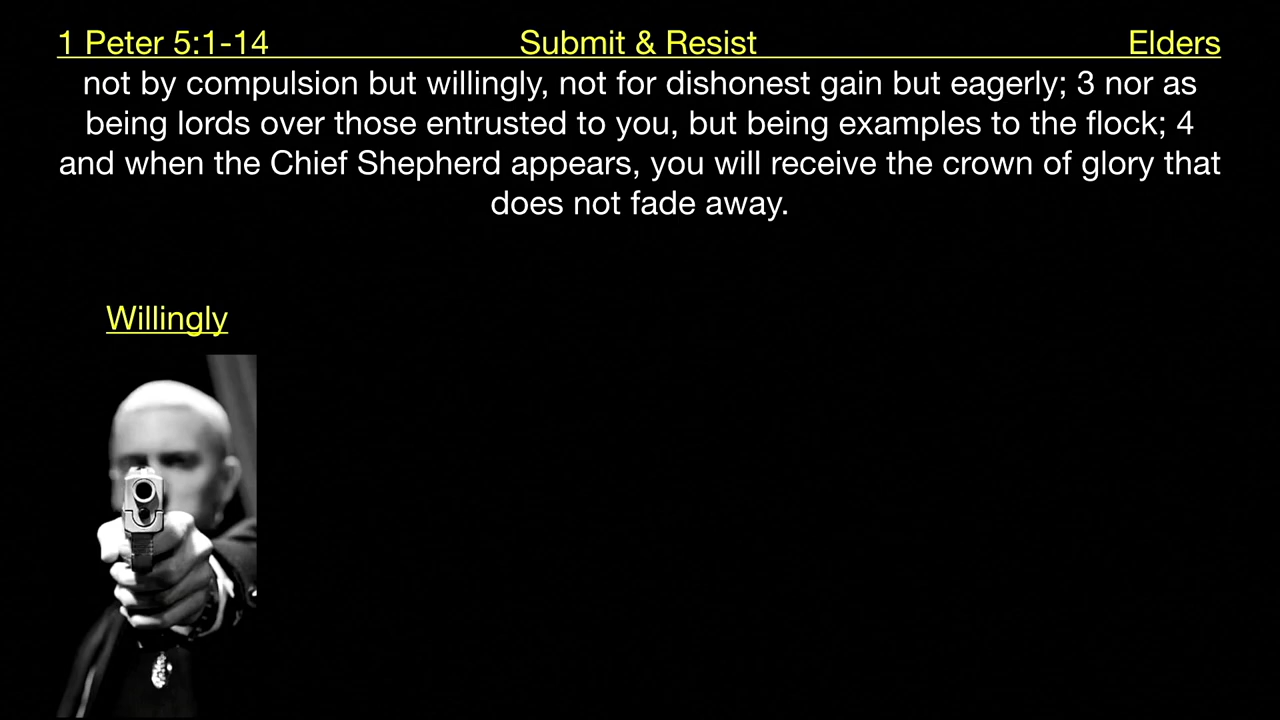 1 Peter 5:1-14 Submit & Resist Elders
not by compulsion but willingly, not for dishonest gain but eagerly; 3 nor as
being lords over those entrusted to you, but being examples to the flock; 4
and when the Chief Shepherd appears, you will receive the crown of glory that
does not fade away.
Willingly